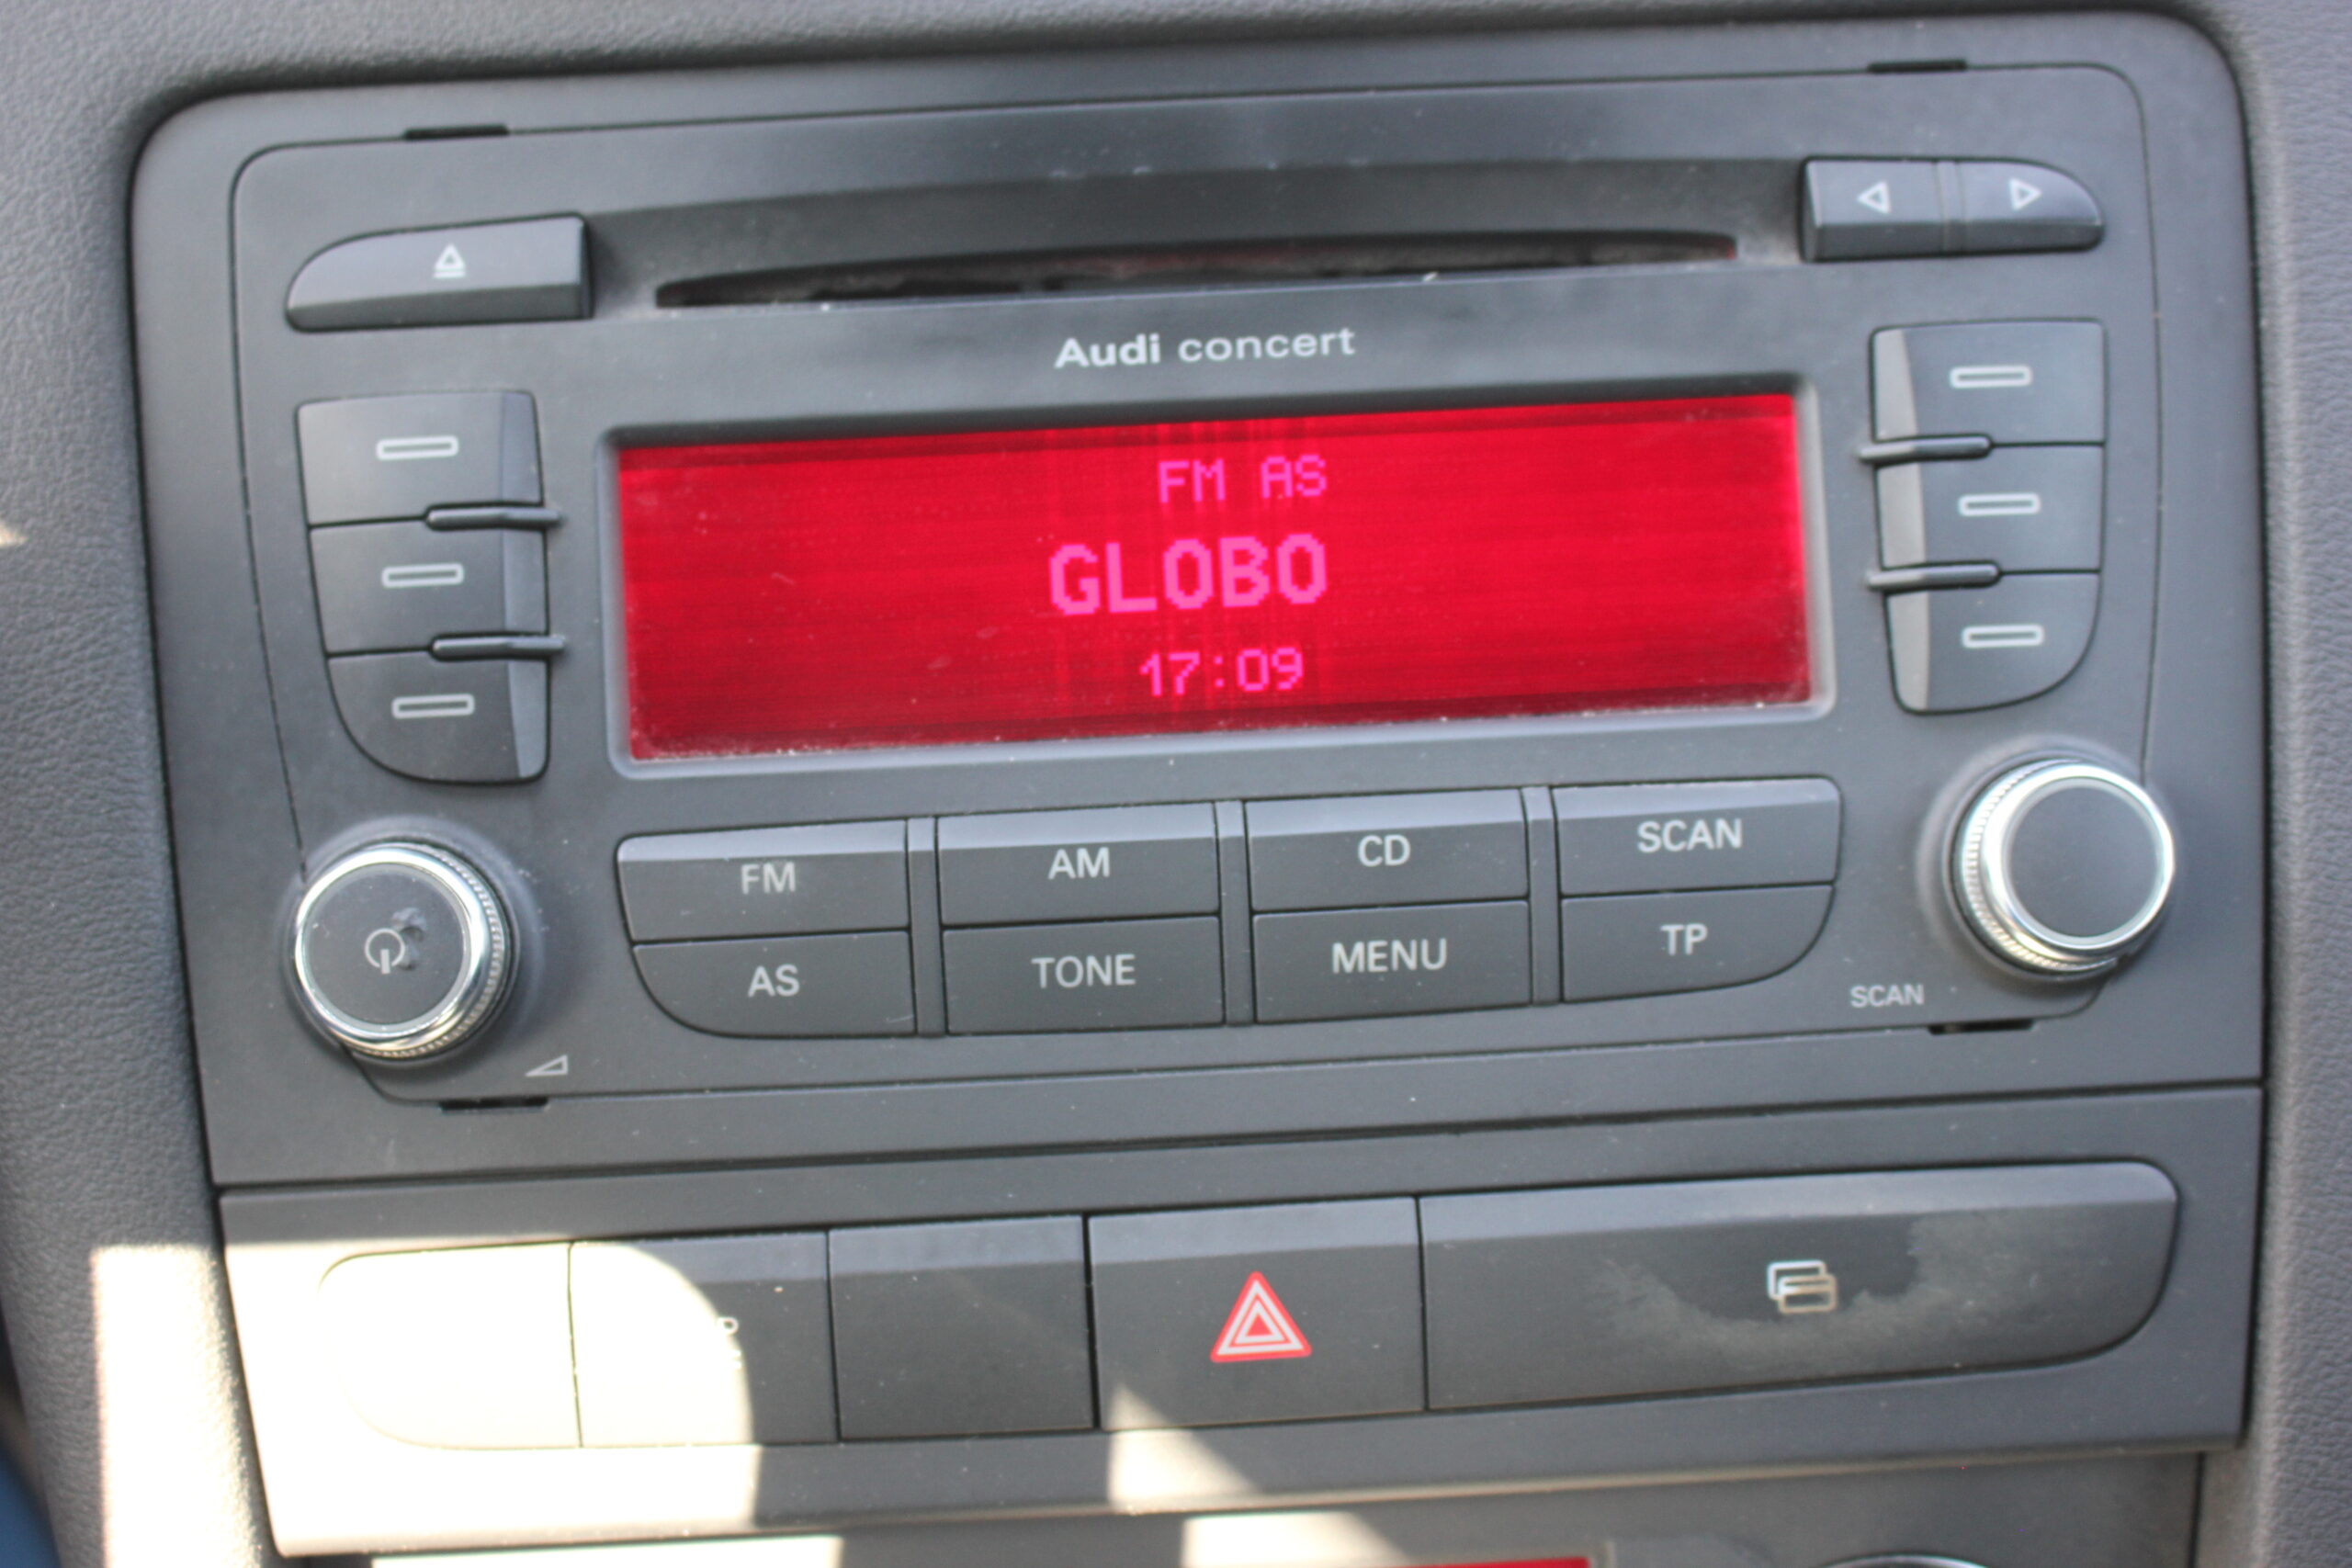 Audi concert
FM AS
GLOBO
17:09
FM AM CD SCAN
AS TONE MENU TP
SCAN